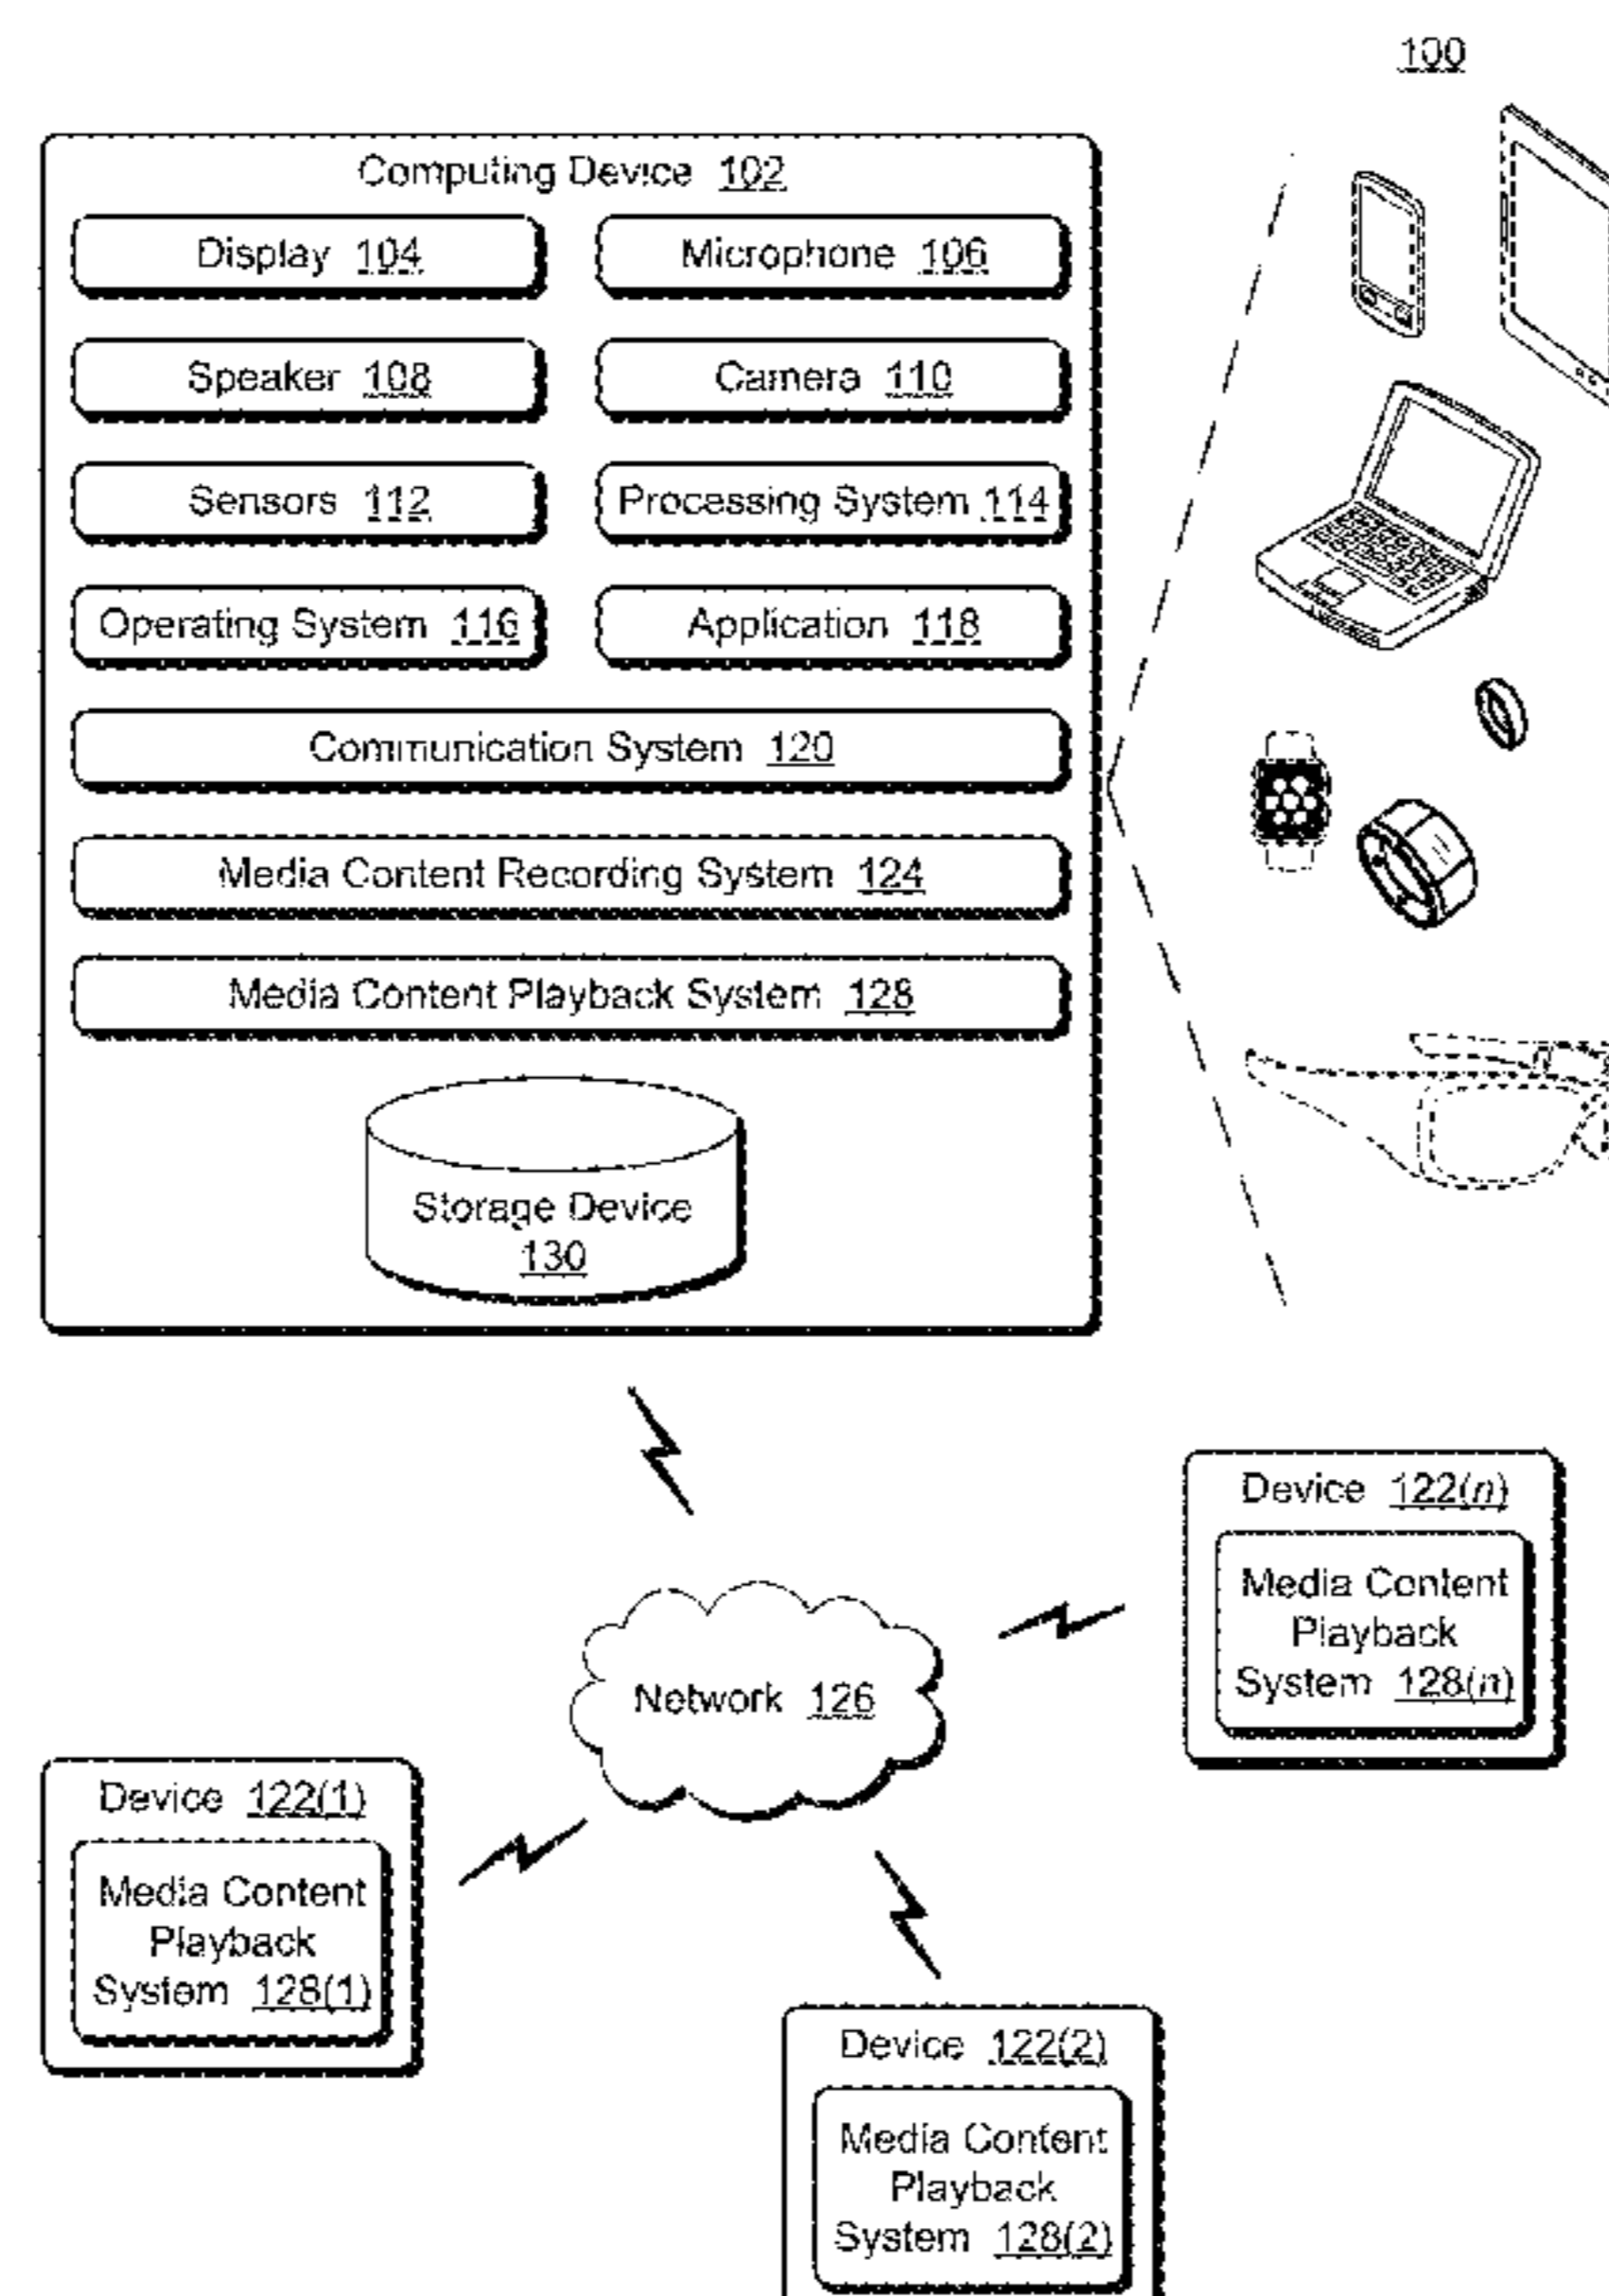 100
Computing Device 102
Display 104
Microphone 106
Speaker 108
Camera 110
Sensors 112
Processing System 114
Operating System 116
Application 118
Communication System 120
Media Content Recording System 124
Media Content Playback System 128
Storage Device
130
Device 122(n)
Media Content
Playback
System 128(n)
Network 126
Device 122(1)
Media Content
Playback
System 128(1)
Device 122(2)
Media Content
Playback
System 128(2)